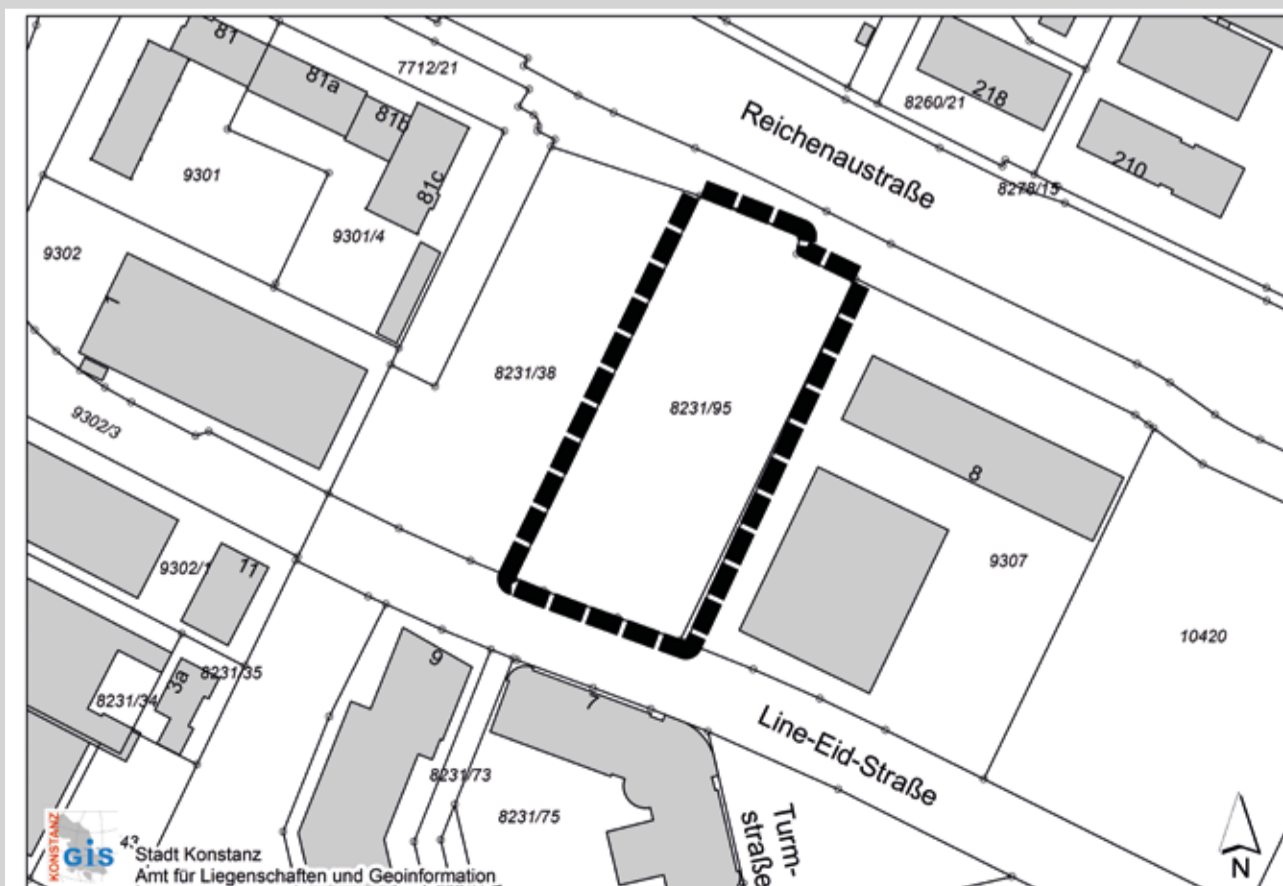 81
81a
81b
81c
7712/21
Reichenaustraße
8260/21
218
210
8278/15
9301
9301/4
9302
1
8231/38
8231/95
9302/3
8
9307
9302/1
11
10420
8231/35
3a
8231/34
9
7
Line-Eid-Straße
8231/73
8231/75
Turm-
straße
KONSTANZ
GIS
43
Stadt Konstanz
Amt für Liegenschaften und Geoinformation
N